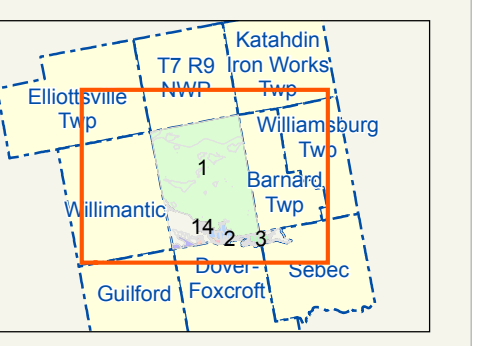 Katahdin
Iron Works
Twp
T7 R9
NWP
Elliottsville
Twp
Williamsburg
Twp
1
Barnard
Twp
Willimantic
14
2
3
Dover-
Foxcroft
Sebec
Guilford